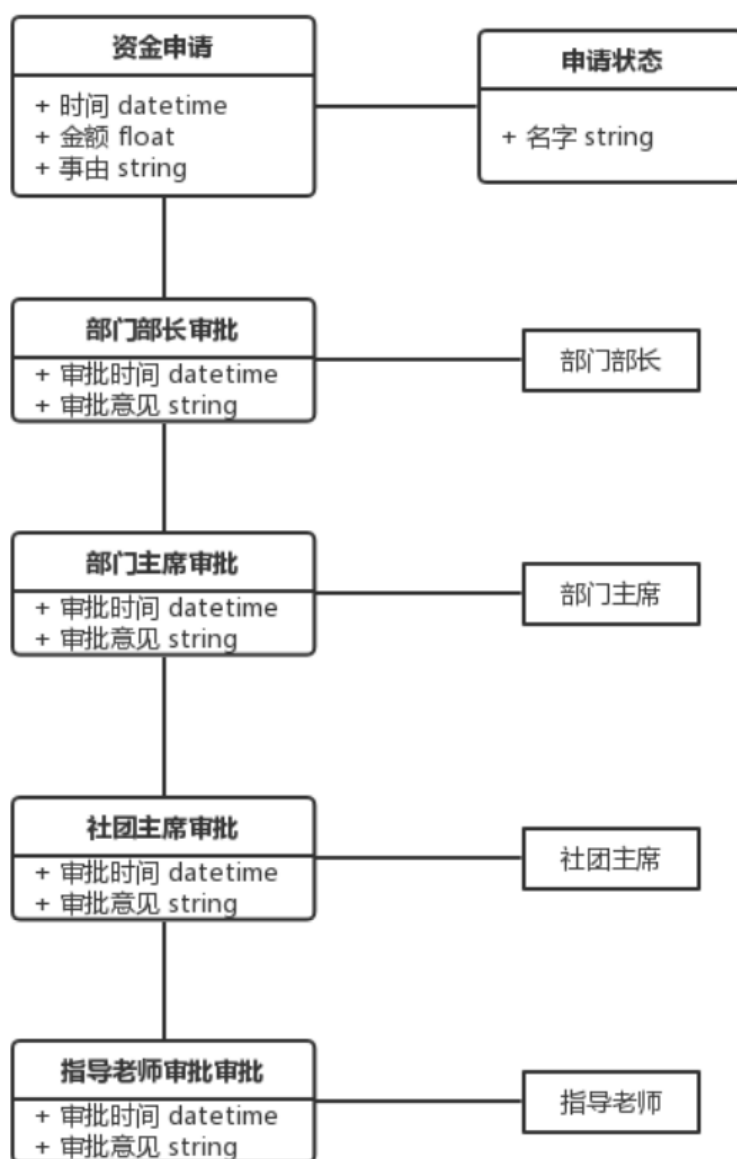 资金申请
+ 时间 datetime
+ 金额 float
+ 事由 string
申请状态
+ 名字 string
部门部长审批
+ 审批时间 datetime
+ 审批意见 string
部门部长
部门主席审批
+ 审批时间 datetime
+ 审批意见 string
部门主席
社团主席审批
+ 审批时间 datetime
+ 审批意见 string
社团主席
指导老师审批审批
+ 审批时间 datetime
+ 审批意见 string
指导老师